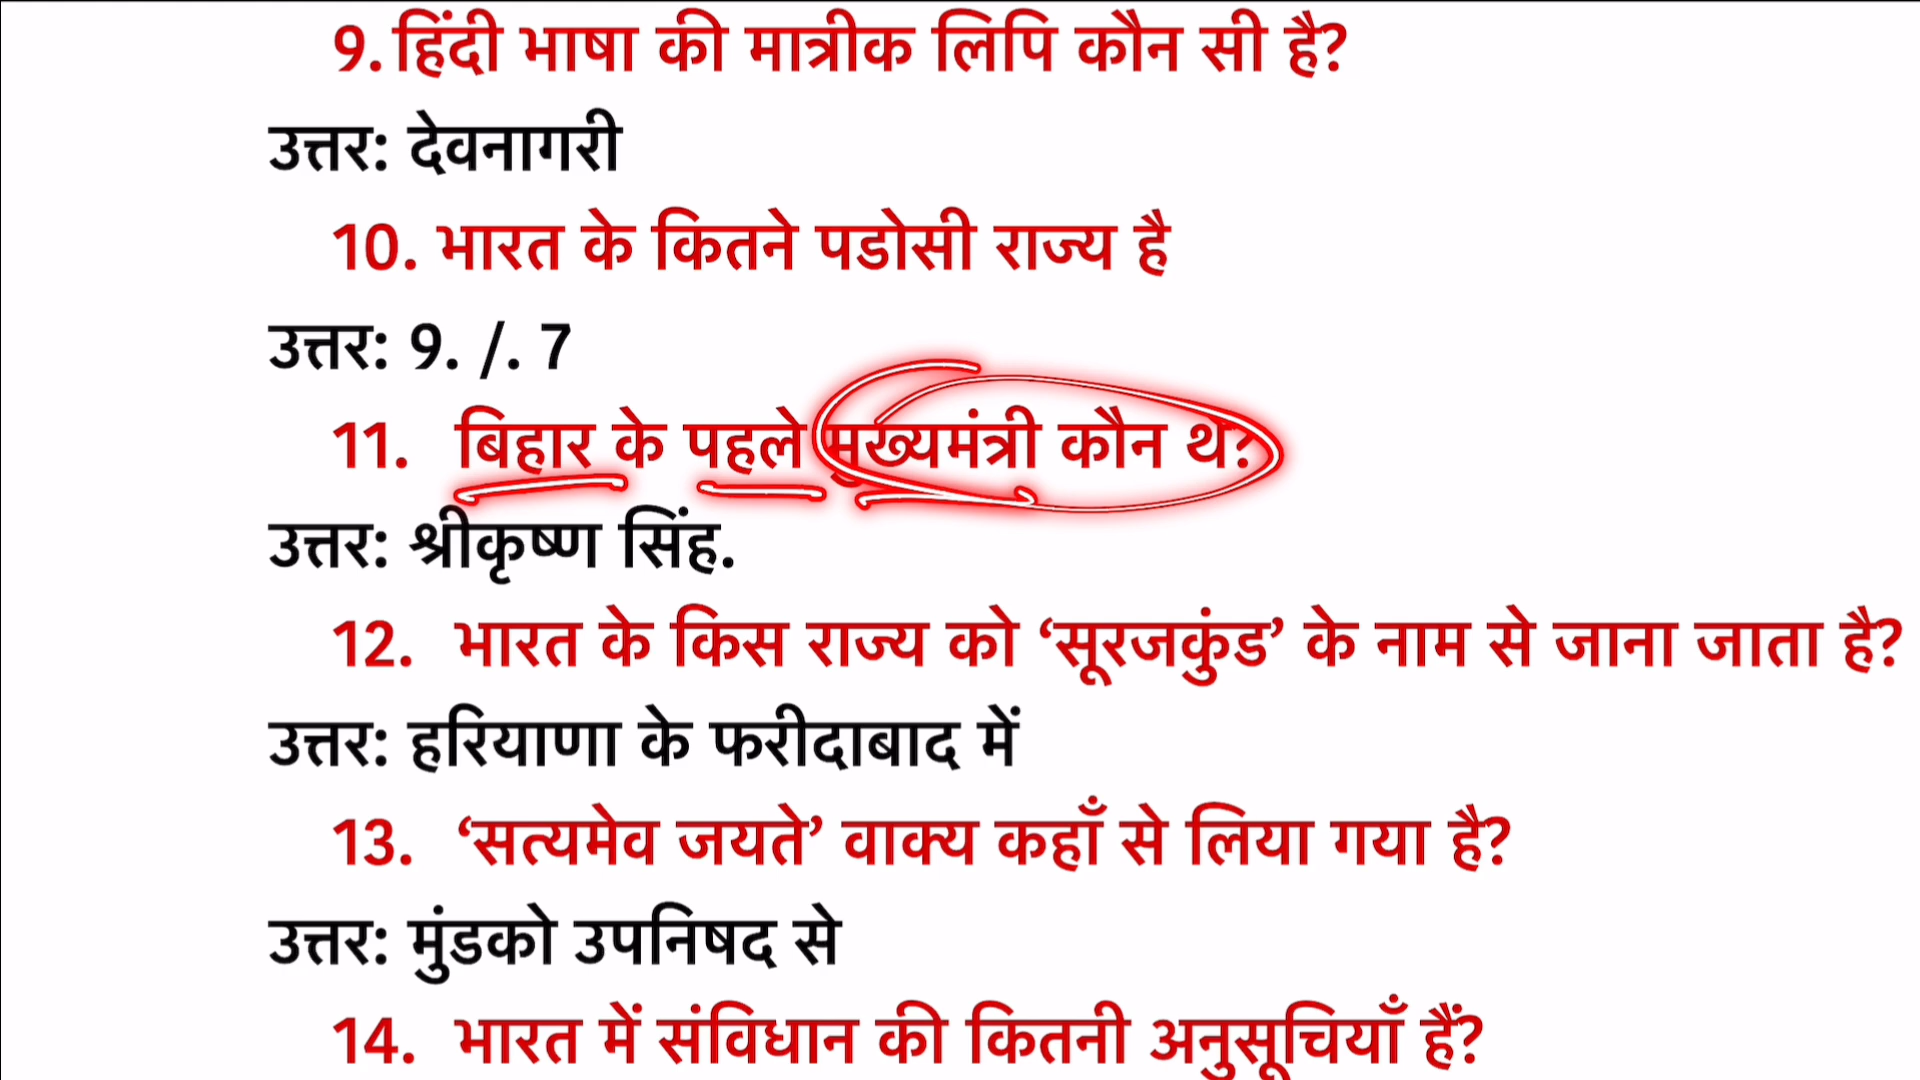 9. हिंदी भाषा की मात्रीक लिपि कौन सी है?
उत्तर: देवनागरी
10. भारत के कितने पडोसी राज्य है
उत्तर: 9. /. 7
11. बिहार के पहले मुख्यमंत्री कौन थे?
उत्तर: श्रीकृष्ण सिंह.
12. भारत के किस राज्य को ‘सूरजकुंड’ के नाम से जाना जाता है?
उत्तर: हरियाणा के फरीदाबाद में
13. ‘सत्यमेव जयते’ वाक्य कहाँ से लिया गया है?
उत्तर: मुंडको उपनिषद से
14. भारत में संविधान की कितनी अनुसूचियाँ हैं?